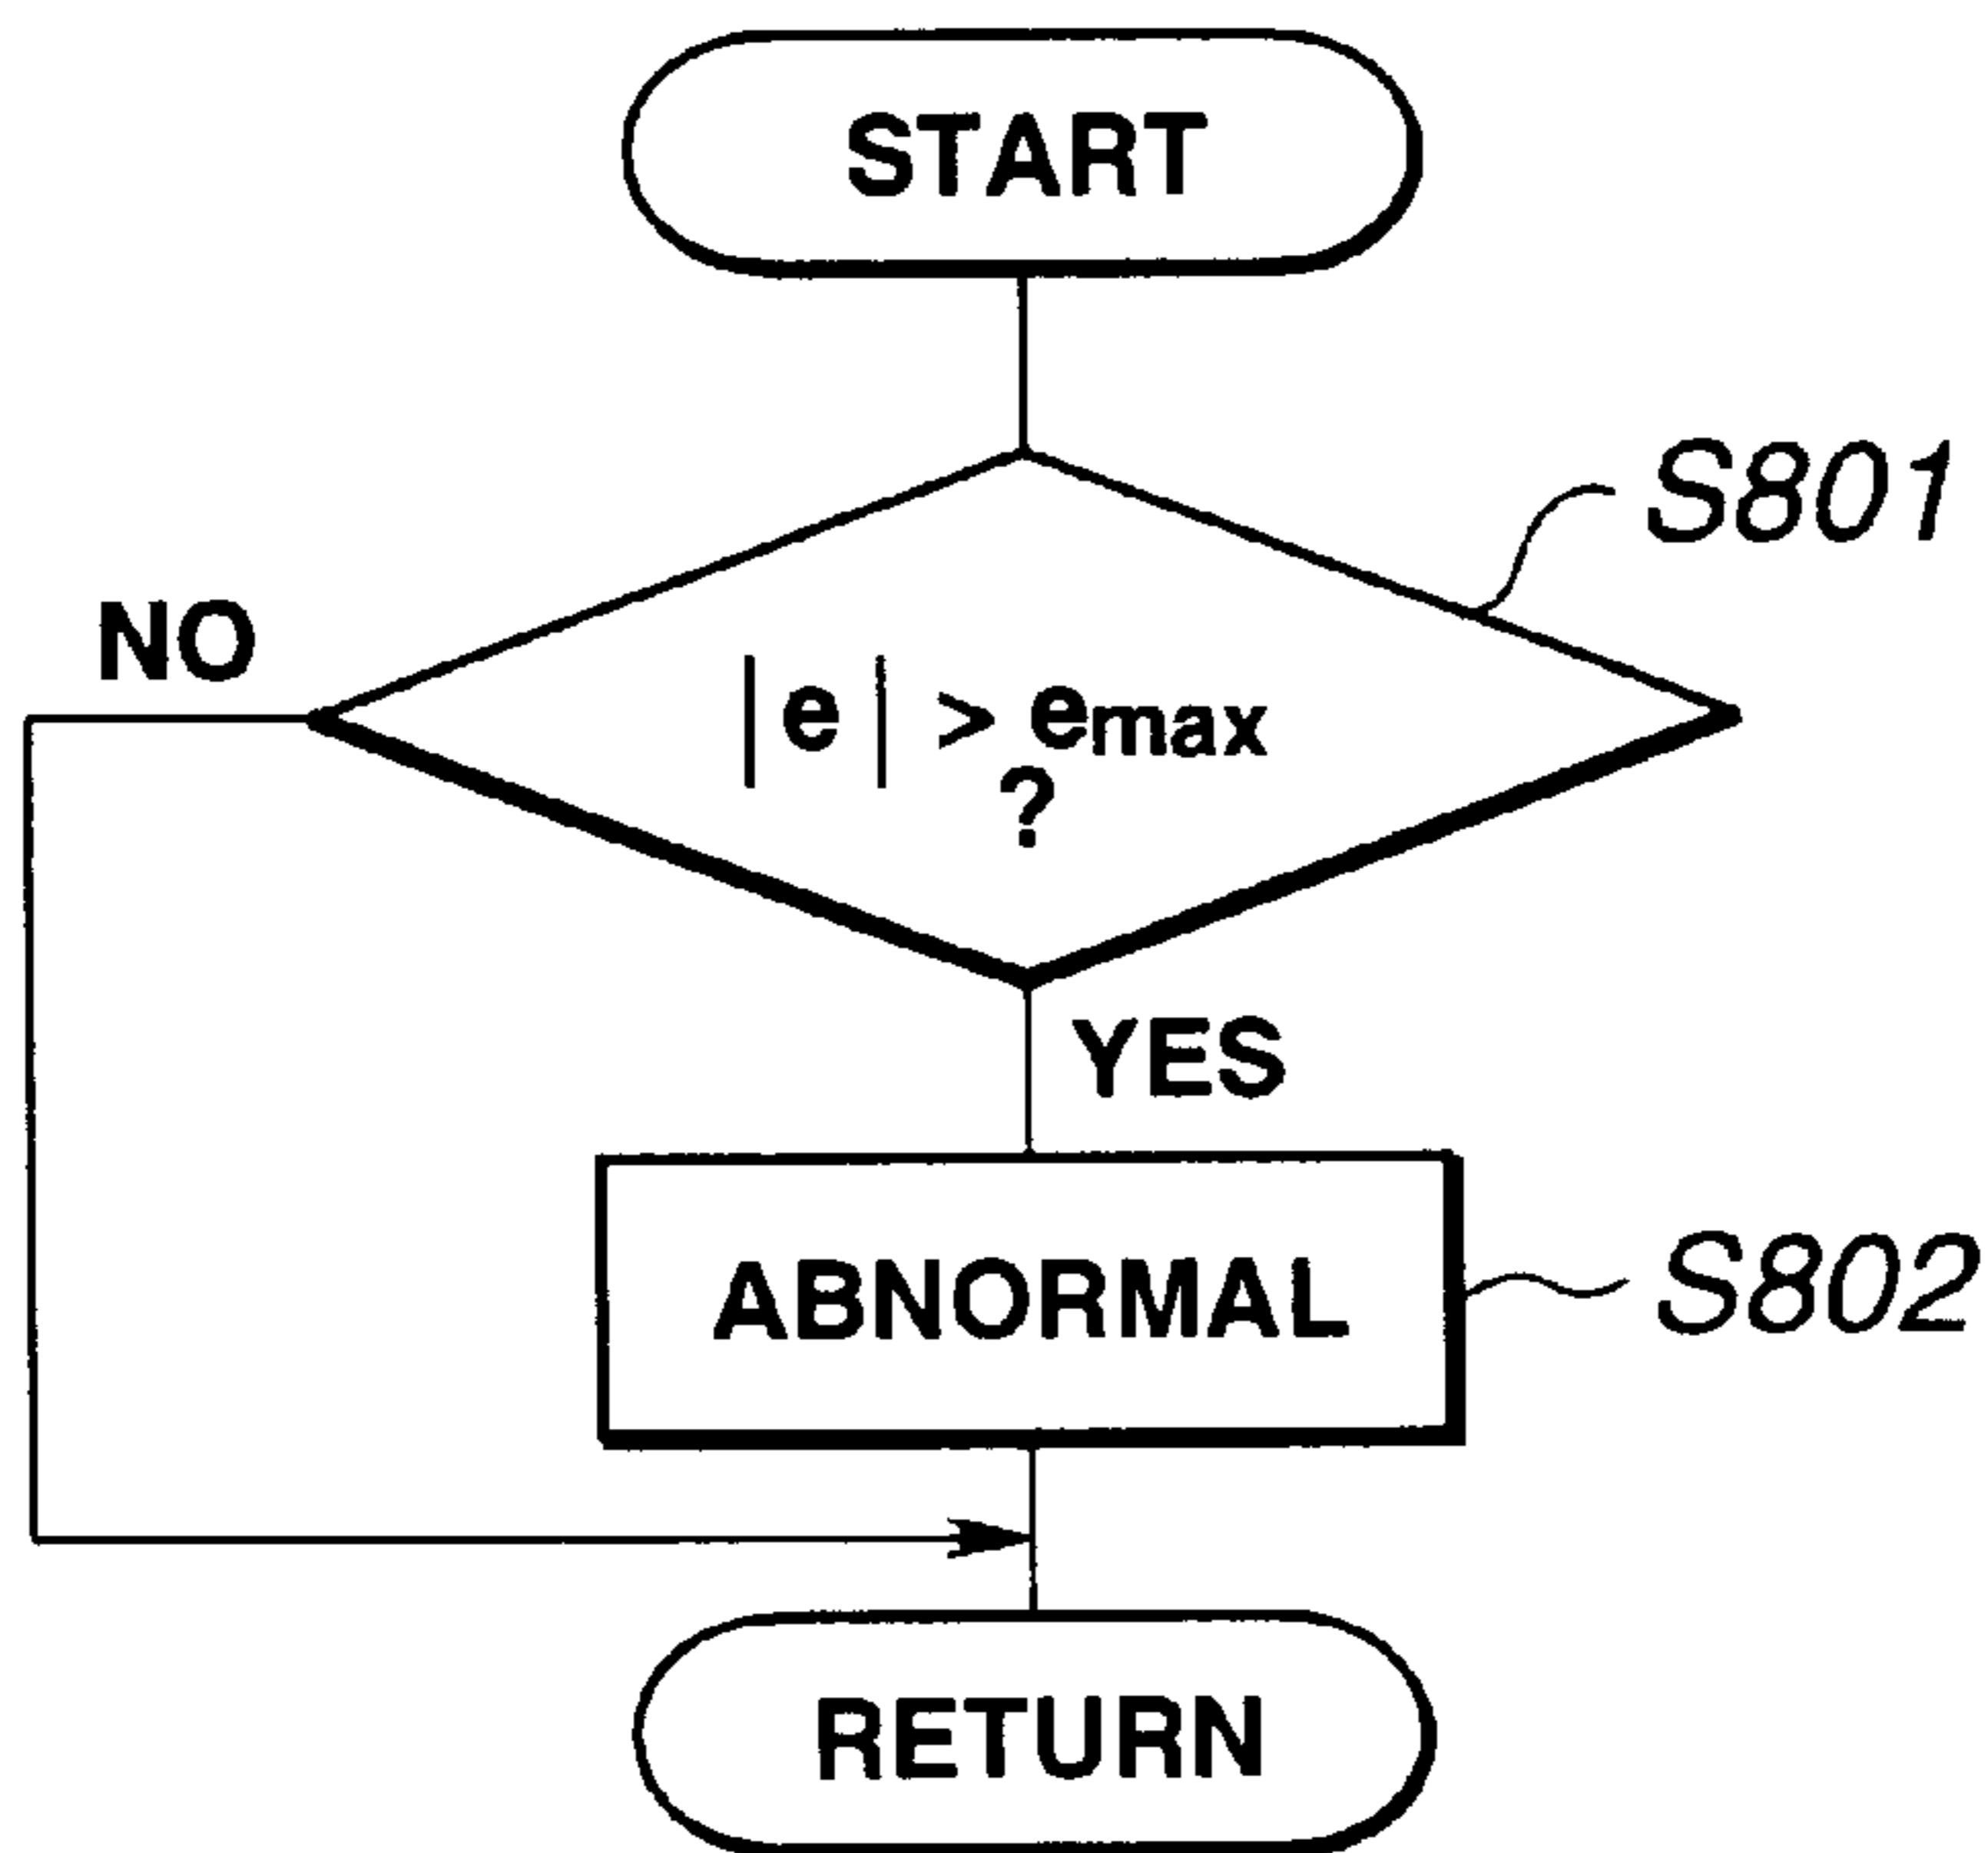 START
S801
NO
|e| > emax
?
YES
ABNORMAL
S802
RETURN